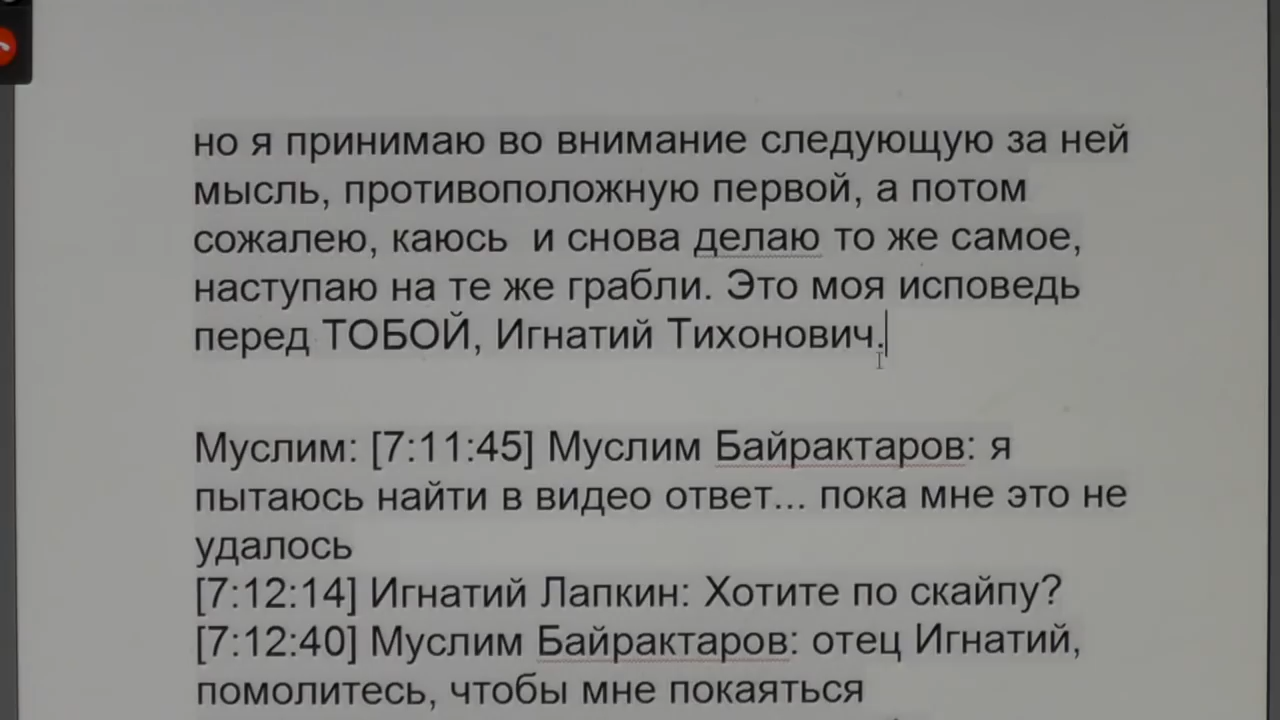 но я принимаю во внимание следующую за ней
мысль, противоположную первой, а потом
сожалею, каюсь  и снова делаю то же самое,
наступаю на те же грабли. Это моя исповедь
перед ТОБОЙ, Игнатий Тихонович.
Муслим: [7:11:45] Муслим Байрактаров: я
пытаюсь найти в видео ответ... пока мне это не
удалось
[7:12:14] Игнатий Лапкин: Хотите по скайпу?
[7:12:40] Муслим Байрактаров: отец Игнатий,
помолитесь, чтобы мне покаяться